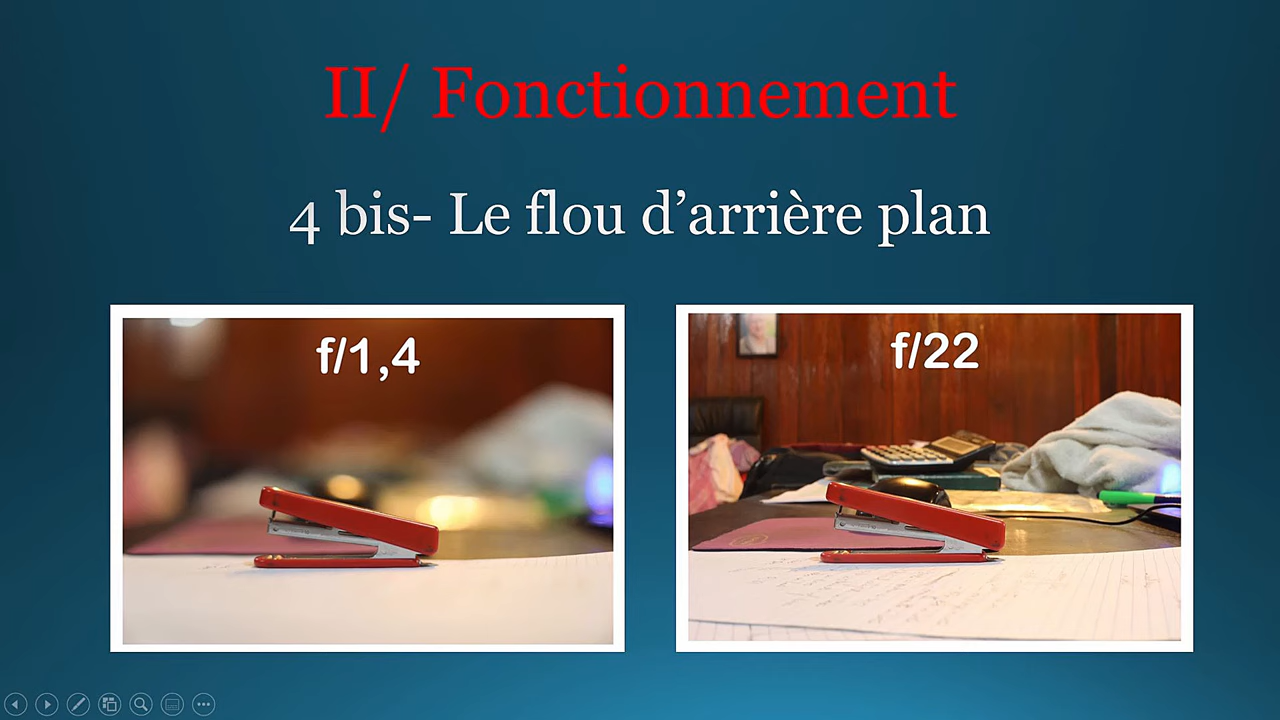 II/ Fonctionnement
4 bis- Le flou d’arrière plan
f/1,4
f/22